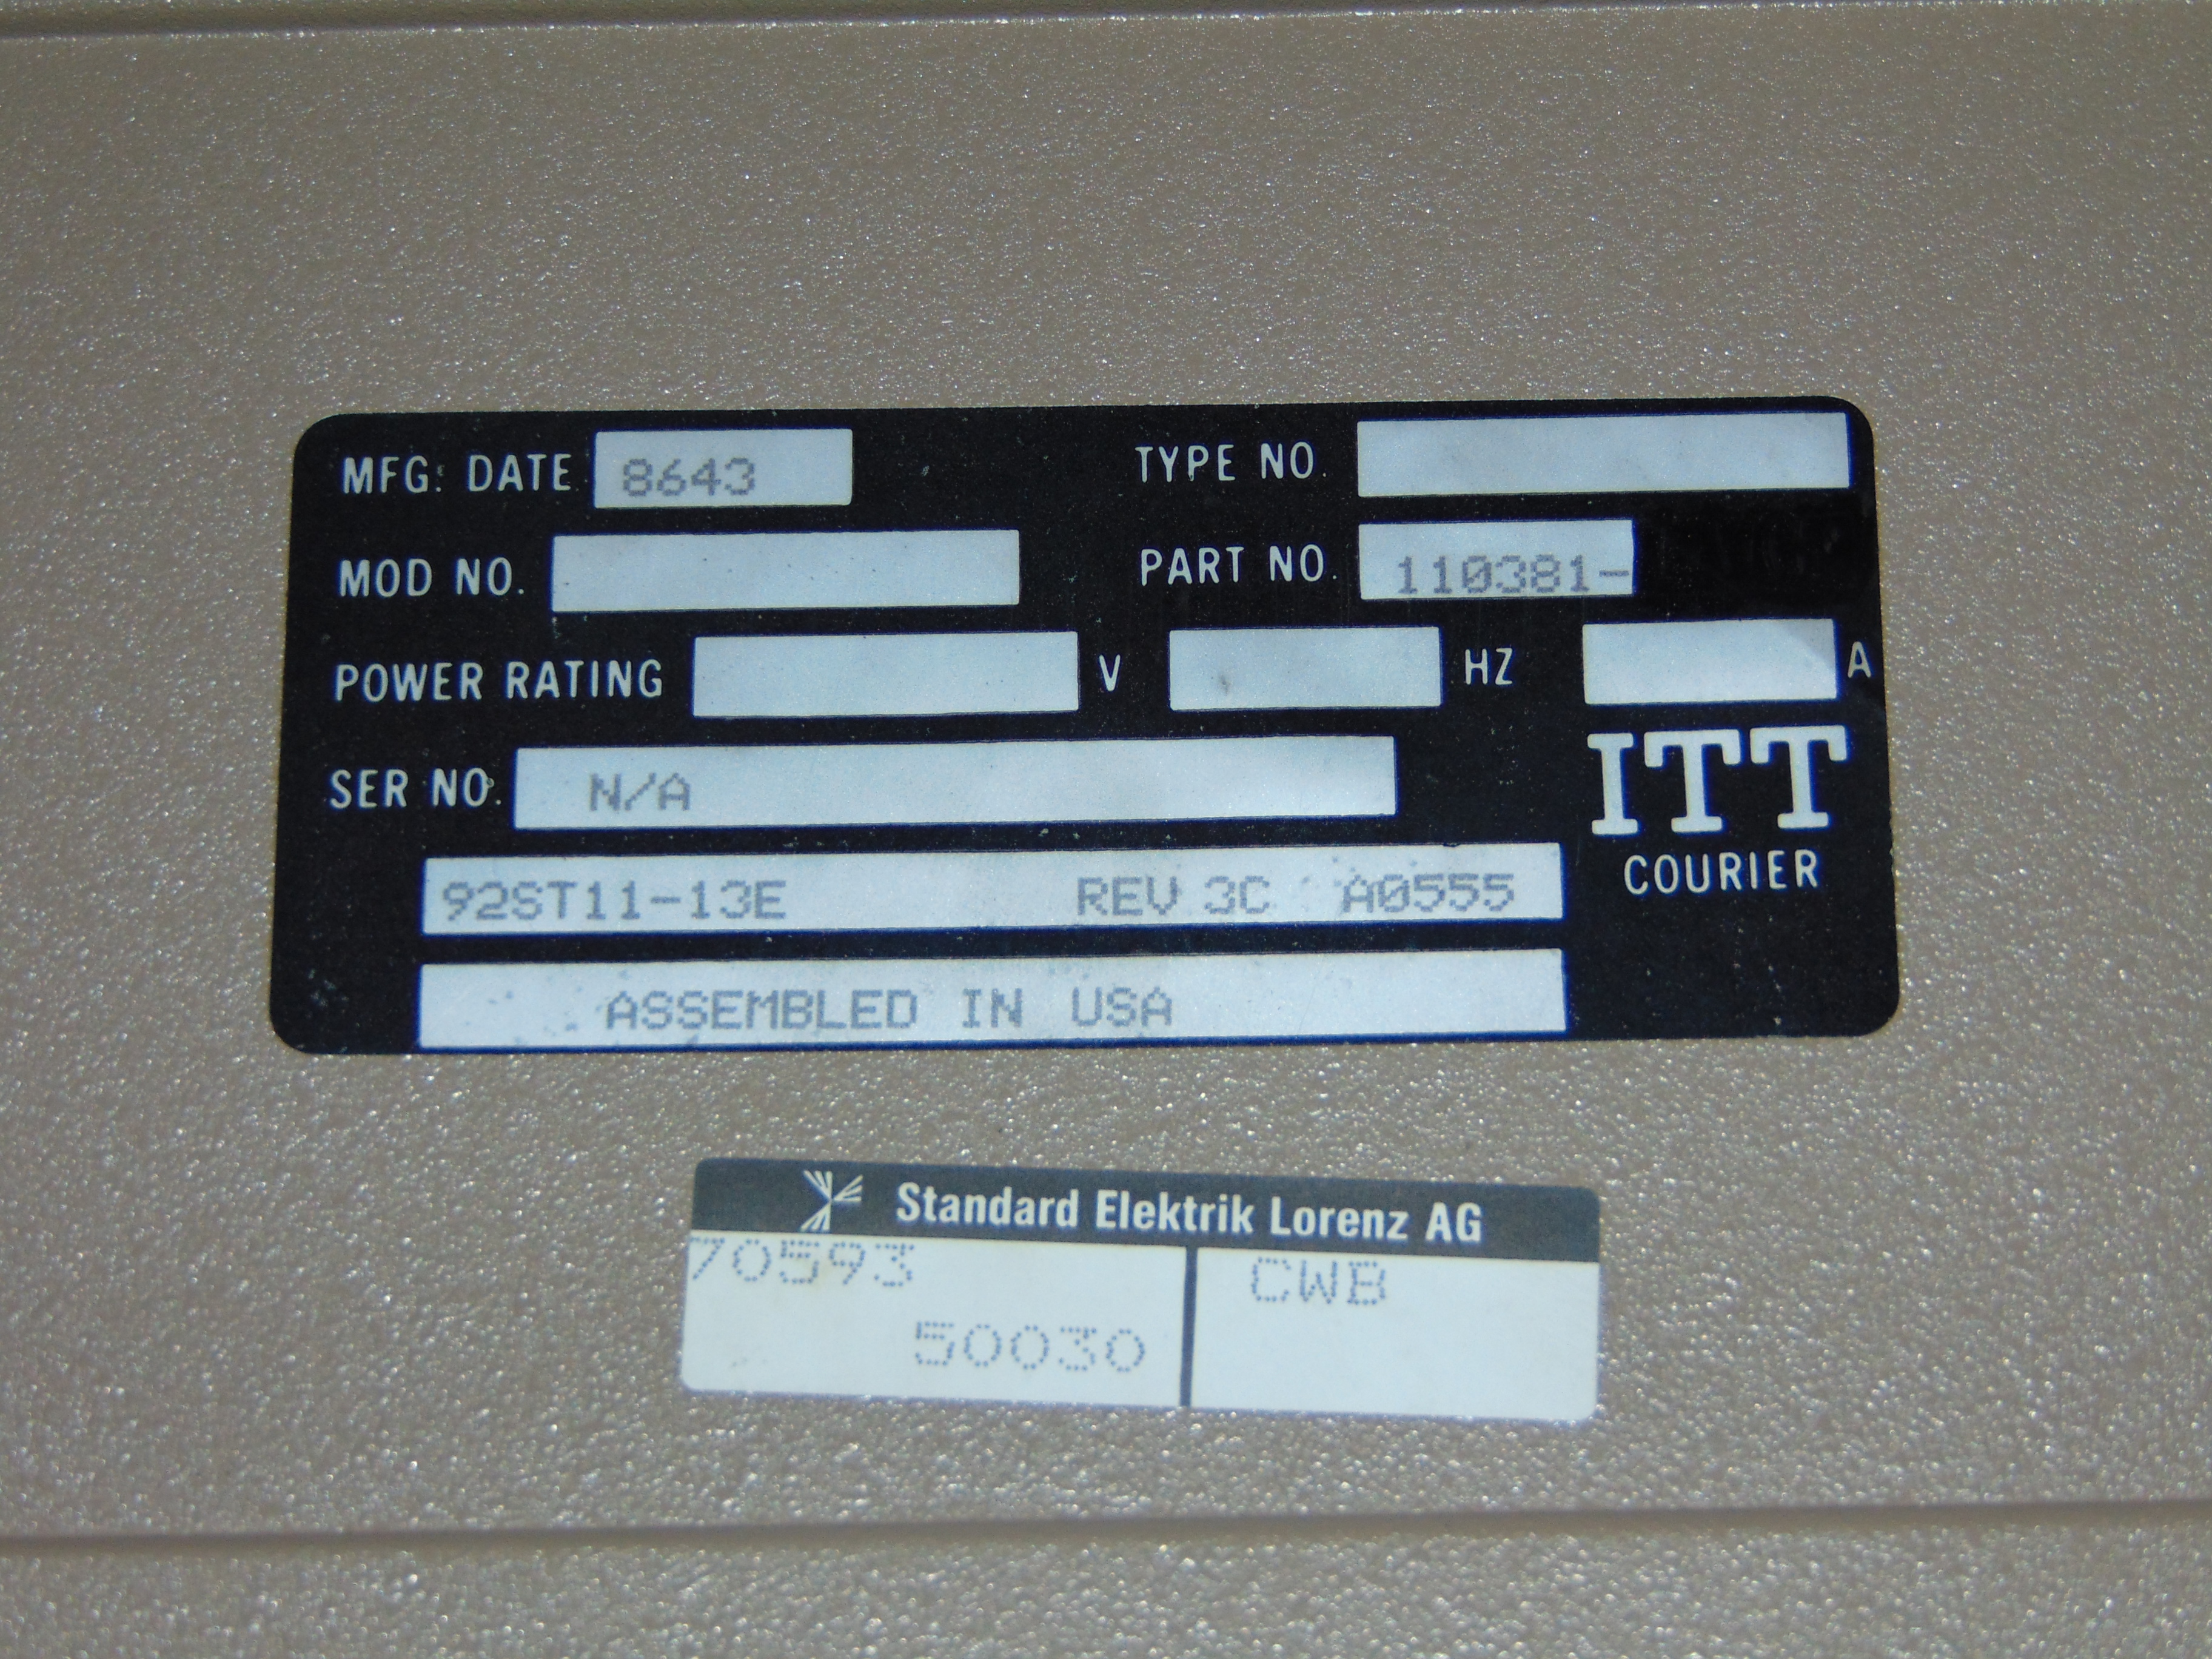 MFG. DATE 8643 TYPE NO.
MOD NO. PART NO. 110381-
POWER RATING V HZ A
SER NO. N/A
ITT
COURIER
92ST11-13E REV 3C A0555
ASSEMBLED IN USA
Standard Elektrik Lorenz AG
70593 CWB
50030